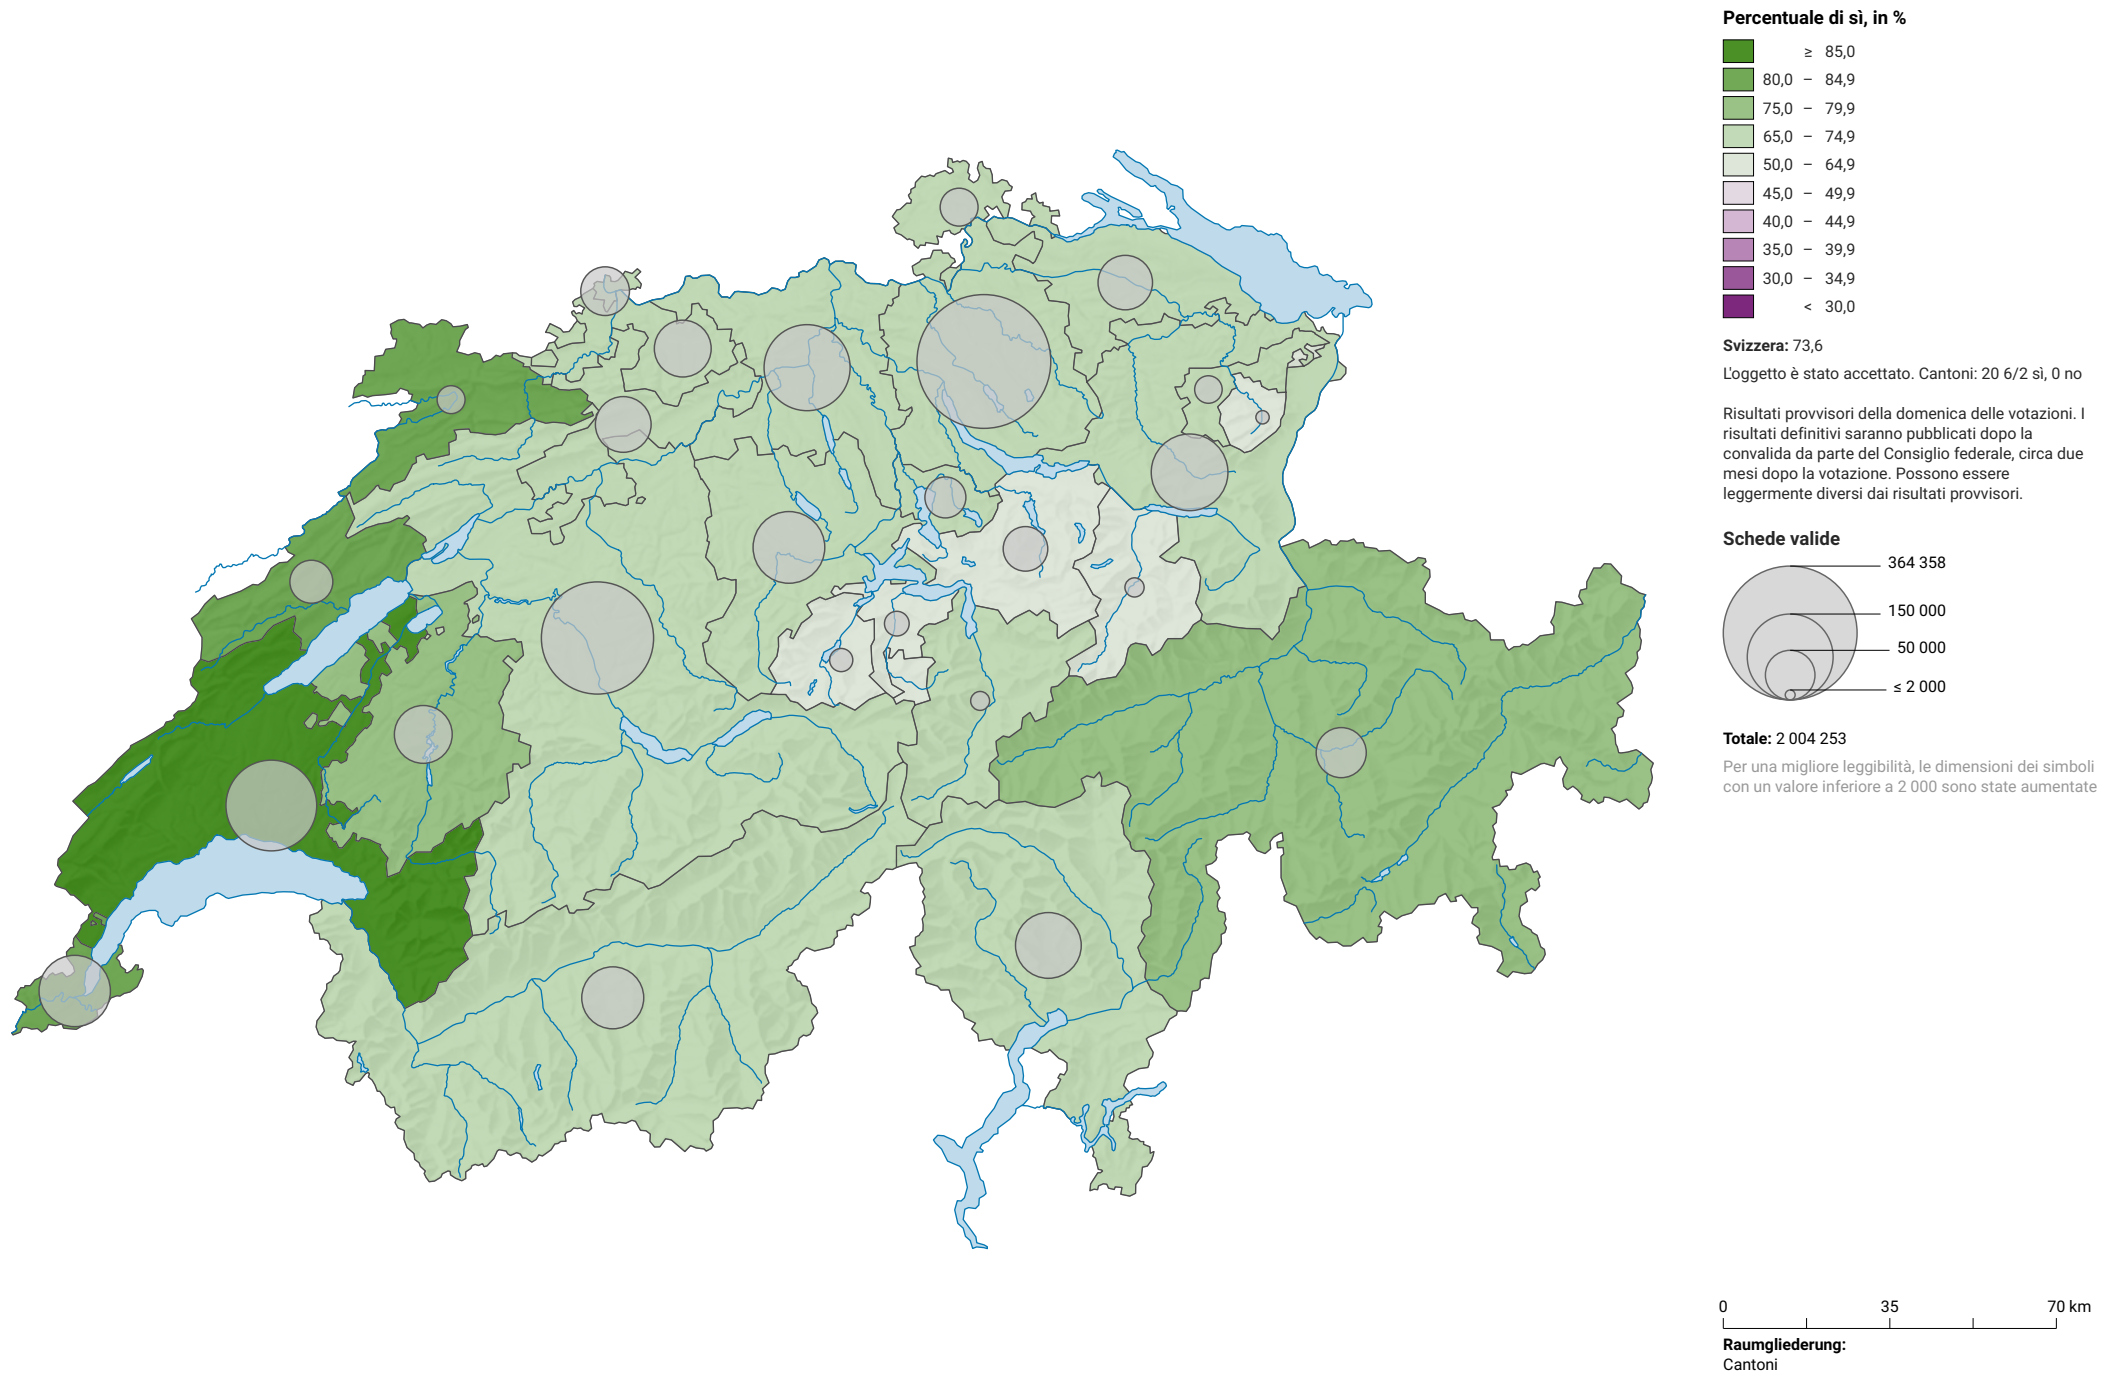 Percentuale di sì, in %
≥ 85,0
80,0 – 84,9
75,0 – 79,9
65,0 – 74,9
50,0 – 64,9
45,0 – 49,9
40,0 – 44,9
35,0 – 39,9
30,0 – 34,9
< 30,0
Svizzera: 73,6
L'oggetto è stato accettato. Cantoni: 20 6/2 sì, 0 no
Risultati provvisori della domenica delle votazioni. I
risultati definitivi saranno pubblicati dopo la
convalida da parte del Consiglio federale, circa due
mesi dopo la votazione. Possono essere
leggermente diversi dai risultati provvisori.
Schede valide
364 358
150 000
50 000
≤ 2 000
Totale: 2 004 253
Per una migliore leggibilità, le dimensioni dei simboli
con un valore inferiore a 2 000 sono state aumentate
0 35 70 km
Raumgliederung:
Cantoni